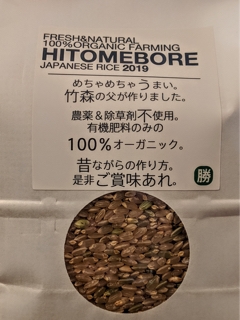 FRESH&NATURAL
100%ORGANIC FARMING
HITOMEBORE
JAPANESE RICE 2019
めちゃめちゃうまい。
竹森の父が作りました。
農薬&除草剤不使用。
有機肥料のみの
100%オーガニック。
昔ながらの作り方。
是非ご賞味あれ。
勝